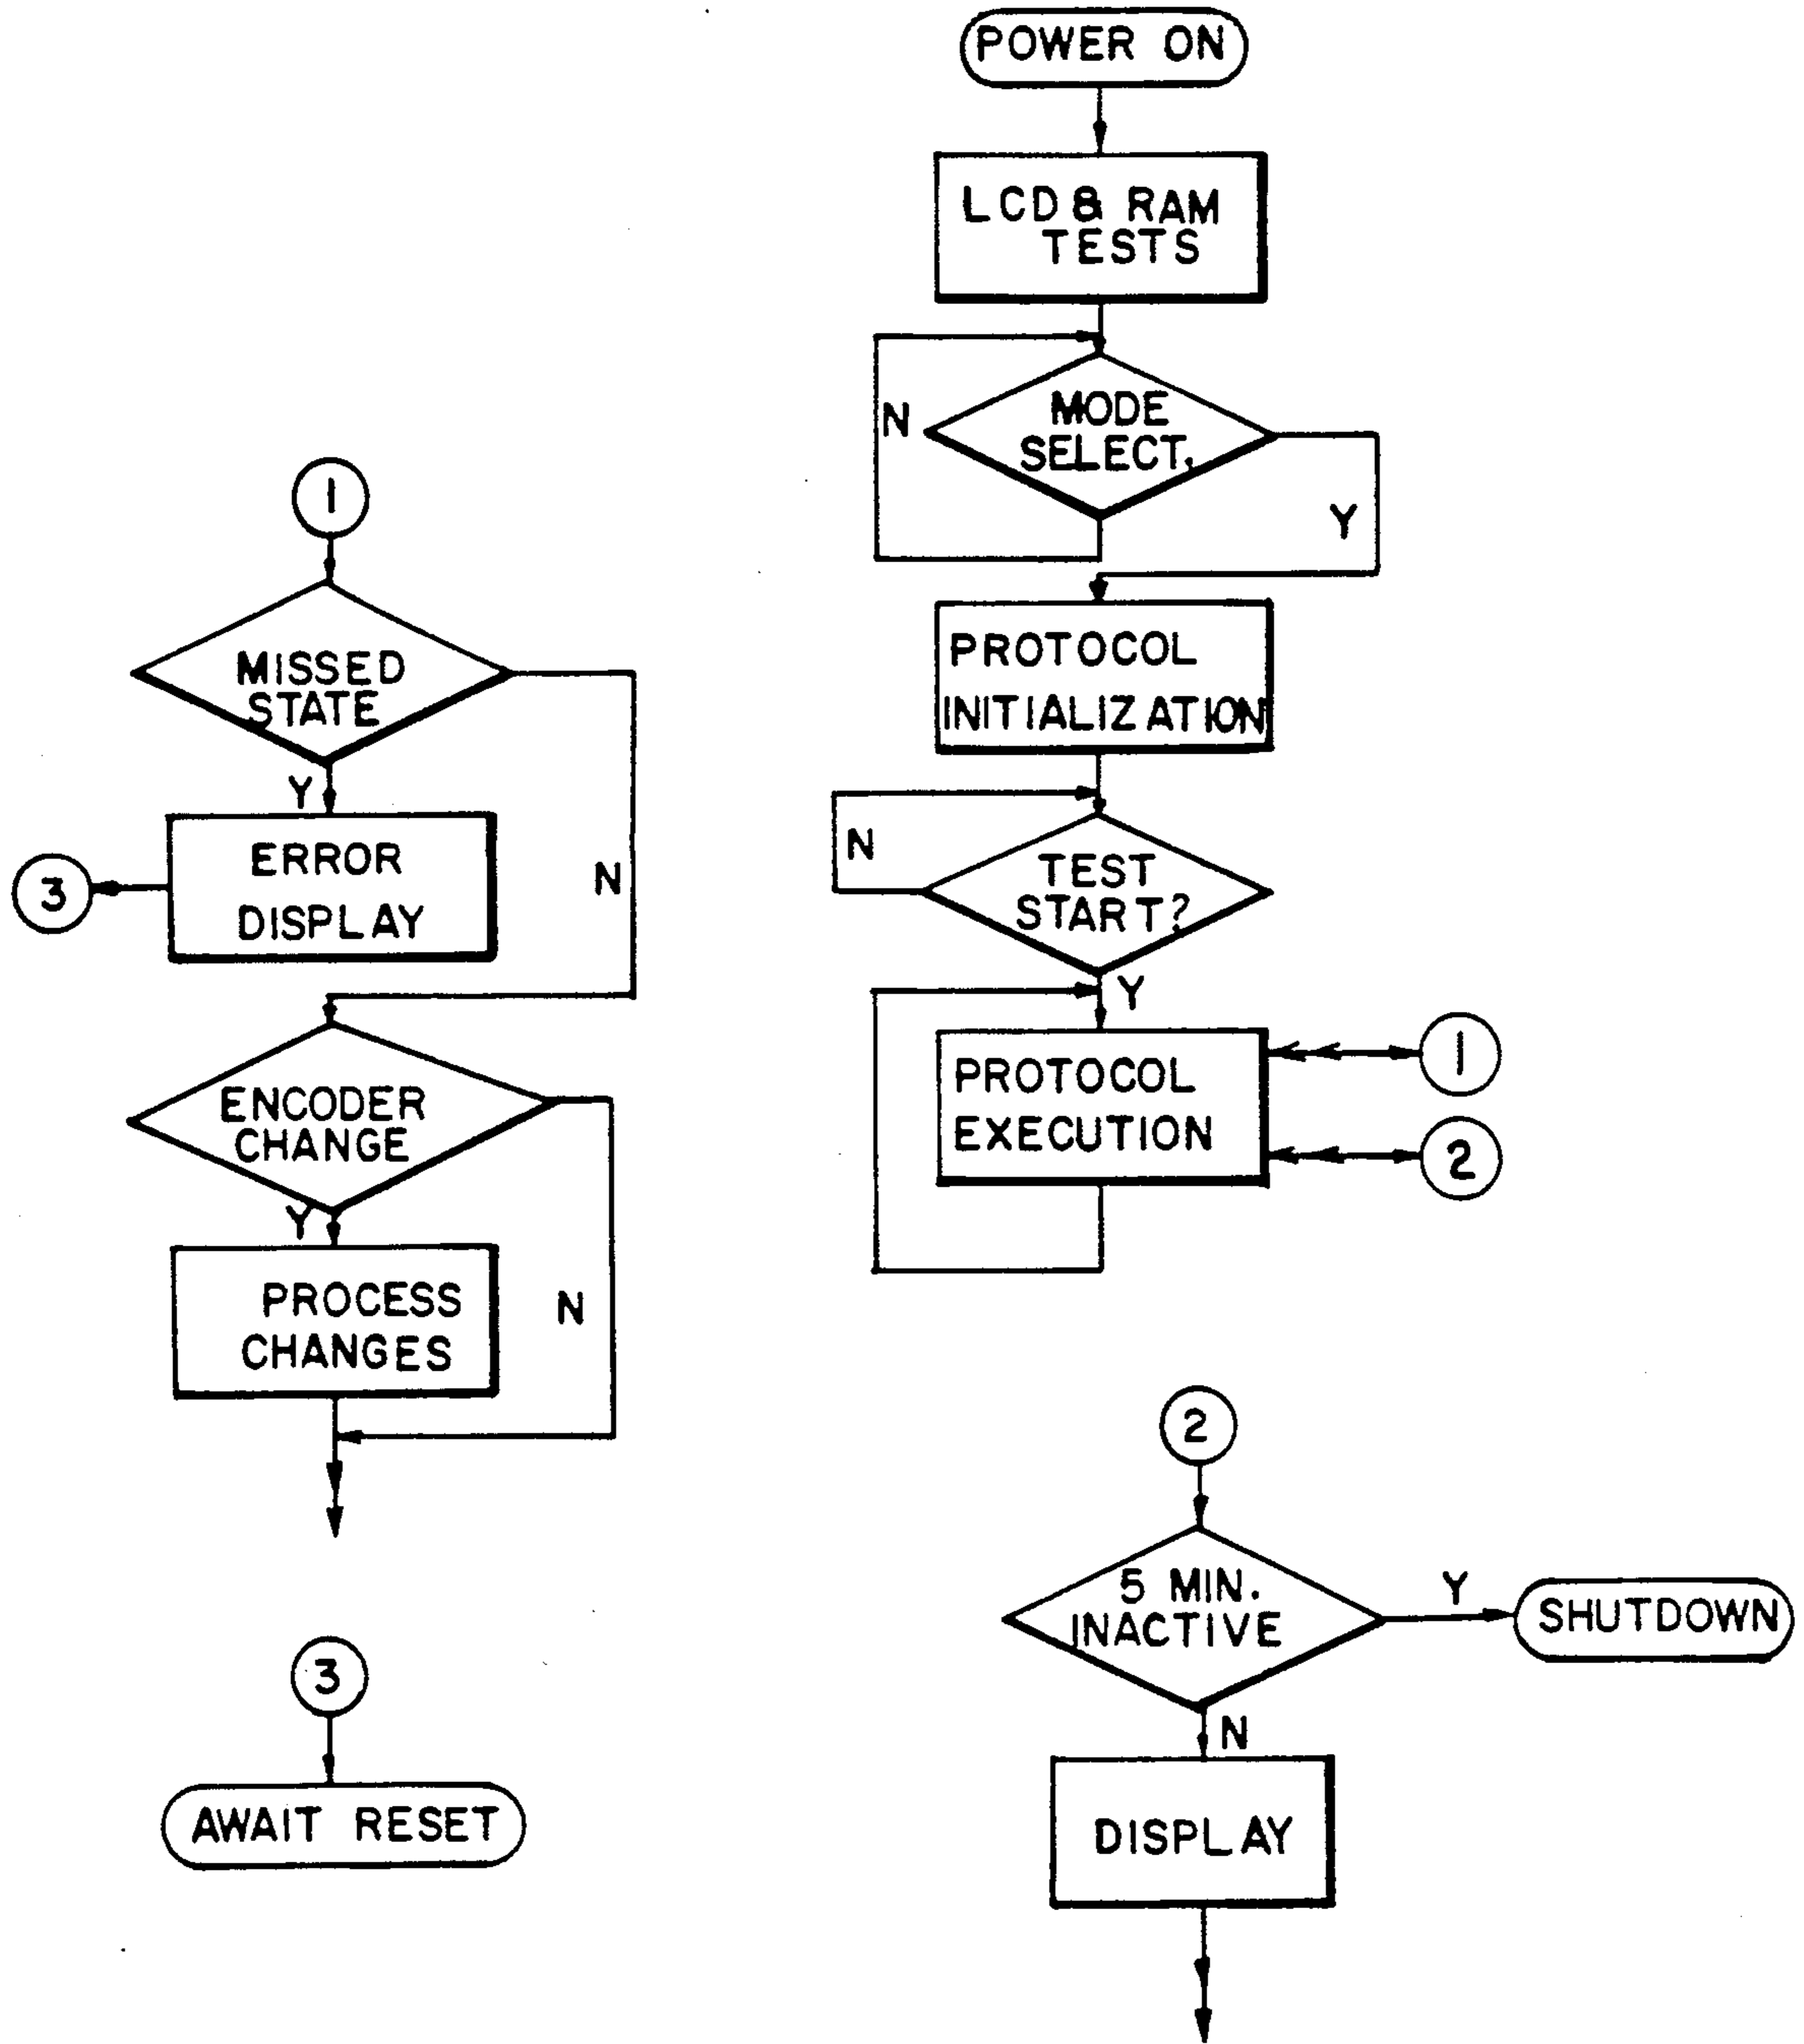 POWER ON
LCD & RAM
TESTS
MODE
SELECT.
N
Y
PROTOCOL
INITIALIZATION
N
TEST
START?
Y
PROTOCOL
EXECUTION
1
2
1
MISSED
STATE
Y
N
ERROR
DISPLAY
3
ENCODER
CHANGE
Y
N
PROCESS
CHANGES
2
5 MIN.
INACTIVE
Y
SHUTDOWN
N
DISPLAY
3
AWAIT RESET